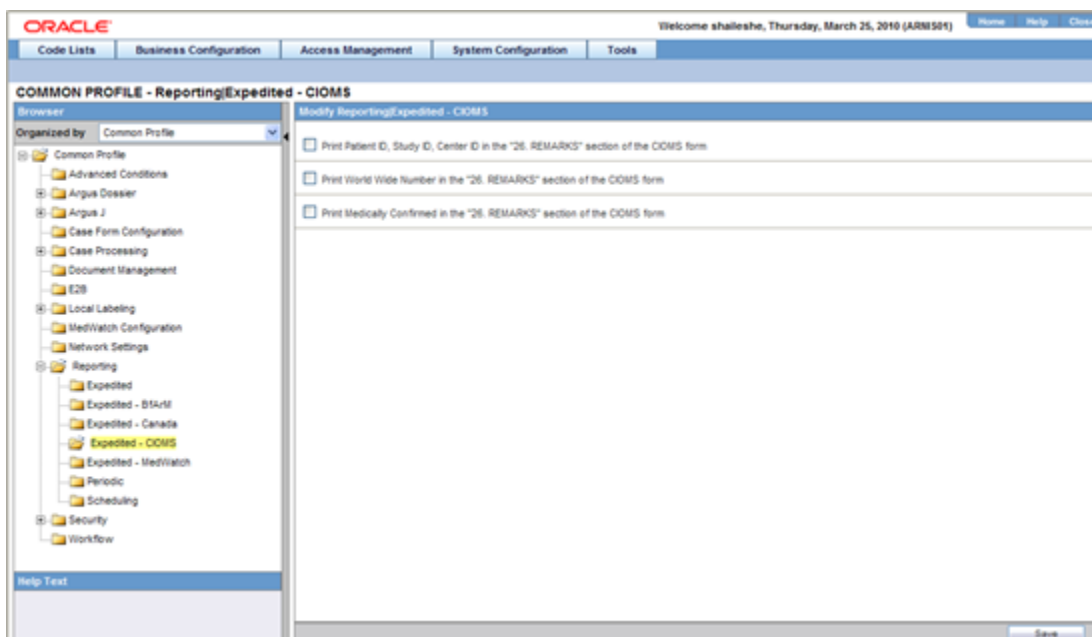 ORACLE
Welcome shaileshe, Thursday, March 25, 2010 (ARMIS01)
Home Help Close
Code Lists Business Configuration Access Management System Configuration Tools
COMMON PROFILE - Reporting|Expedited - CIOMS
Browser
Organized by Common Profile
Common Profile
Advanced Conditions
Argus Dossier
Argus J
Case Form Configuration
Case Processing
Document Management
E2B
Local Labeling
MedWatch Configuration
Network Settings
Reporting
Expedited
Expedited - BfArM
Expedited - Canada
Expedited - CIOMS
Expedited - MedWatch
Periodic
Scheduling
Security
Workflow
Help Text
Modify Reporting|Expedited - CIOMS
Print Patient ID, Study ID, Center ID in the "26. REMARKS" section of the CIOMS form
Print World Wide Number in the "26. REMARKS" section of the CIOMS form
Print Medically Confirmed in the "26. REMARKS" section of the CIOMS form
Save